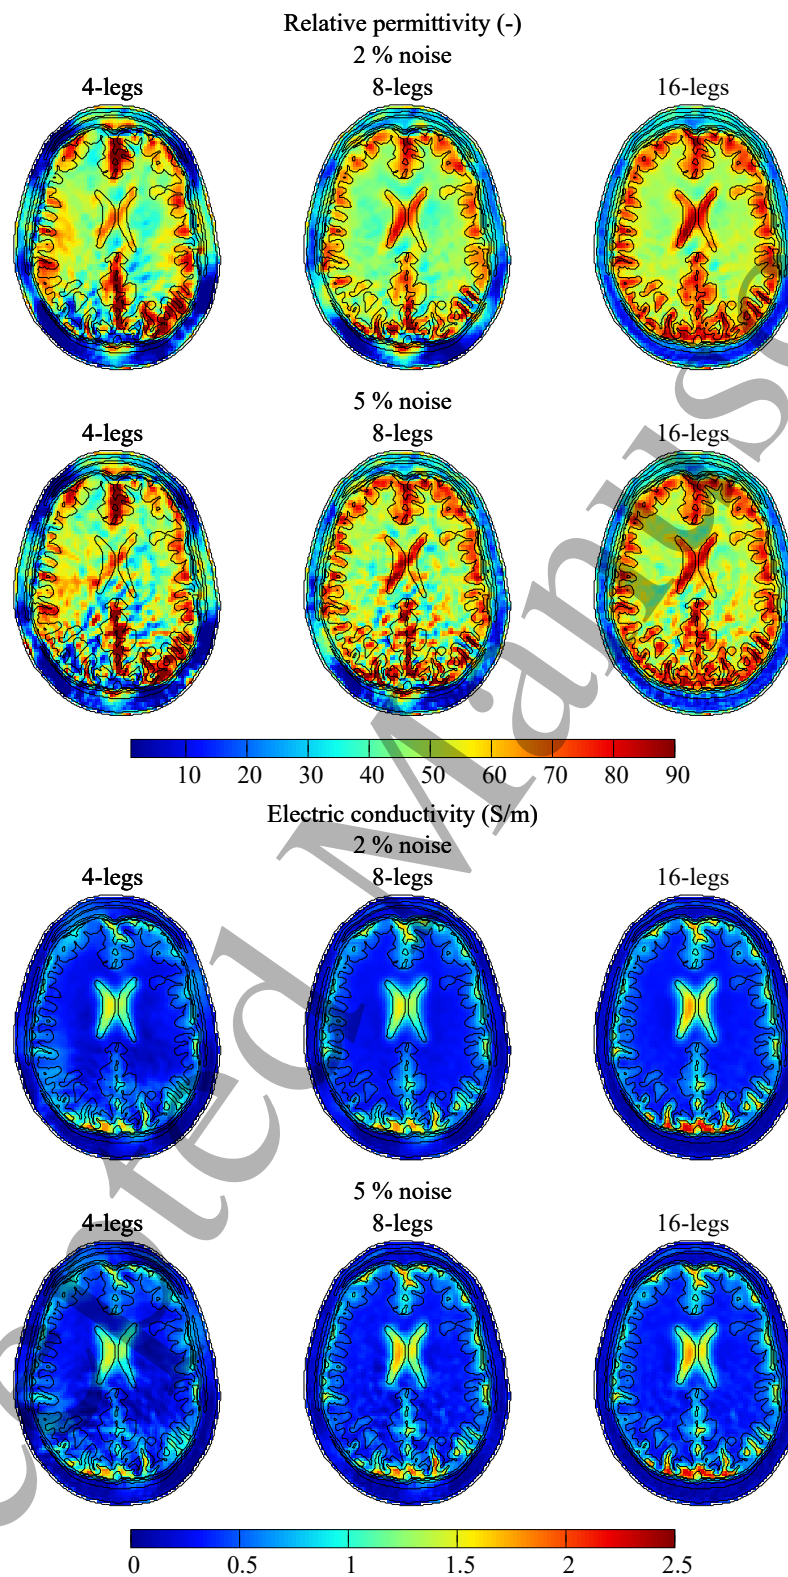 Relative permittivity (-)
2 % noise
4-legs 8-legs 16-legs
5 % noise
4-legs 8-legs 16-legs
10 20 30 40 50 60 70 80 90
Electric conductivity (S/m)
2 % noise
4-legs 8-legs 16-legs
5 % noise
4-legs 8-legs 16-legs
0 0.5 1 1.5 2 2.5